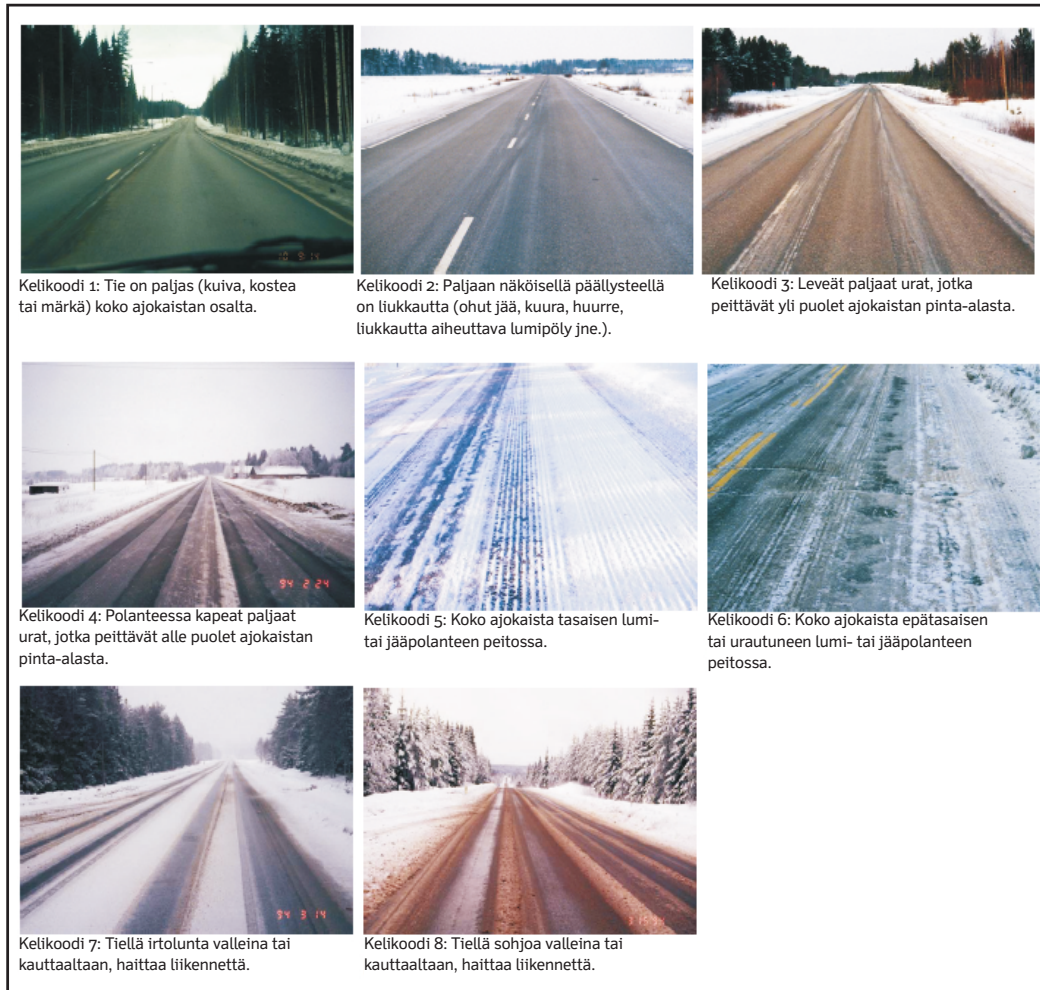 10 9:14
Kelikoodi 1: Tie on paljas (kuiva, kostea
tai märkä) koko ajokaistan osalta.
Kelikoodi 2: Paljaan näköisellä päällysteellä
on liukkautta (ohut jää, kuura, huurre,
liukkautta aiheuttava lumipöly jne.).
Kelikoodi 3: Leveät paljaat urat, jotka
peittävät yli puolet ajokaistan pinta-alasta.
94 2 24
Kelikoodi 4: Polanteessa kapeat paljaat
urat, jotka peittävät alle puolet ajokaistan
pinta-alasta.
Kelikoodi 5: Koko ajokaista tasaisen lumi-
tai jääpolanteen peitossa.
Kelikoodi 6: Koko ajokaista epätasaisen
tai urautuneen lumi- tai jääpolanteen
peitossa.
94 3 14
Kelikoodi 7: Tiellä irtolunta valleina tai
kauttaaltaan, haittaa liikennettä.
Kelikoodi 8: Tiellä sohjoa valleina tai
kauttaaltaan, haittaa liikennettä.